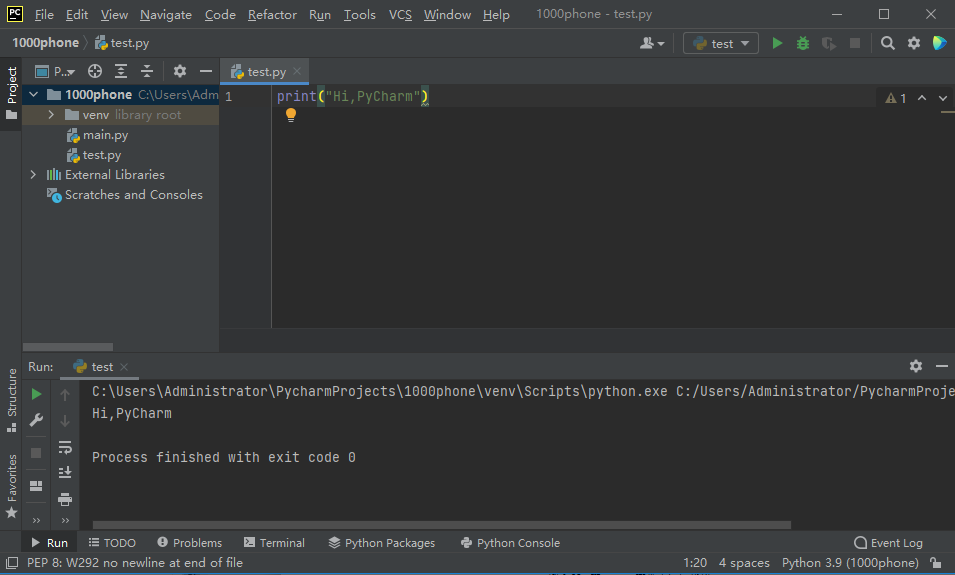 PC File Edit View Navigate Code Refactor Run Tools VCS Window Help 1000phone - test.py
1000phone test.py test
Project P... test.py
1000phone C:\Users\Adm
venv library root
main.py
test.py
External Libraries
Scratches and Consoles
1 print("Hi,PyCharm") 1
Structure
Favorites
Run: test
C:\Users\Administrator\PycharmProjects\1000phone\venv\Scripts\python.exe C:/Users/Administrator/PycharmProje
Hi,PyCharm
Process finished with exit code 0
Run TODO Problems Terminal Python Packages Python Console Event Log
PEP 8: W292 no newline at end of file 1:20 4 spaces Python 3.9 (1000phone)